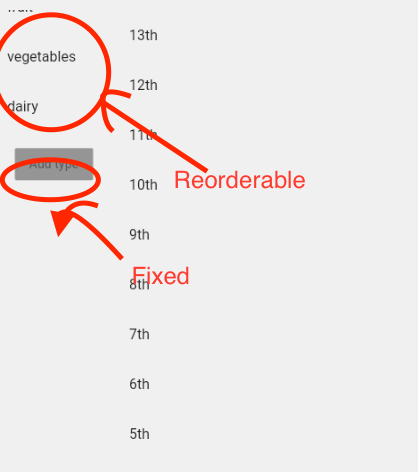 fruit
vegetables
dairy
Add type
13th
12th
11th
10th
Reorderable
9th
Fixed
8th
7th
6th
5th